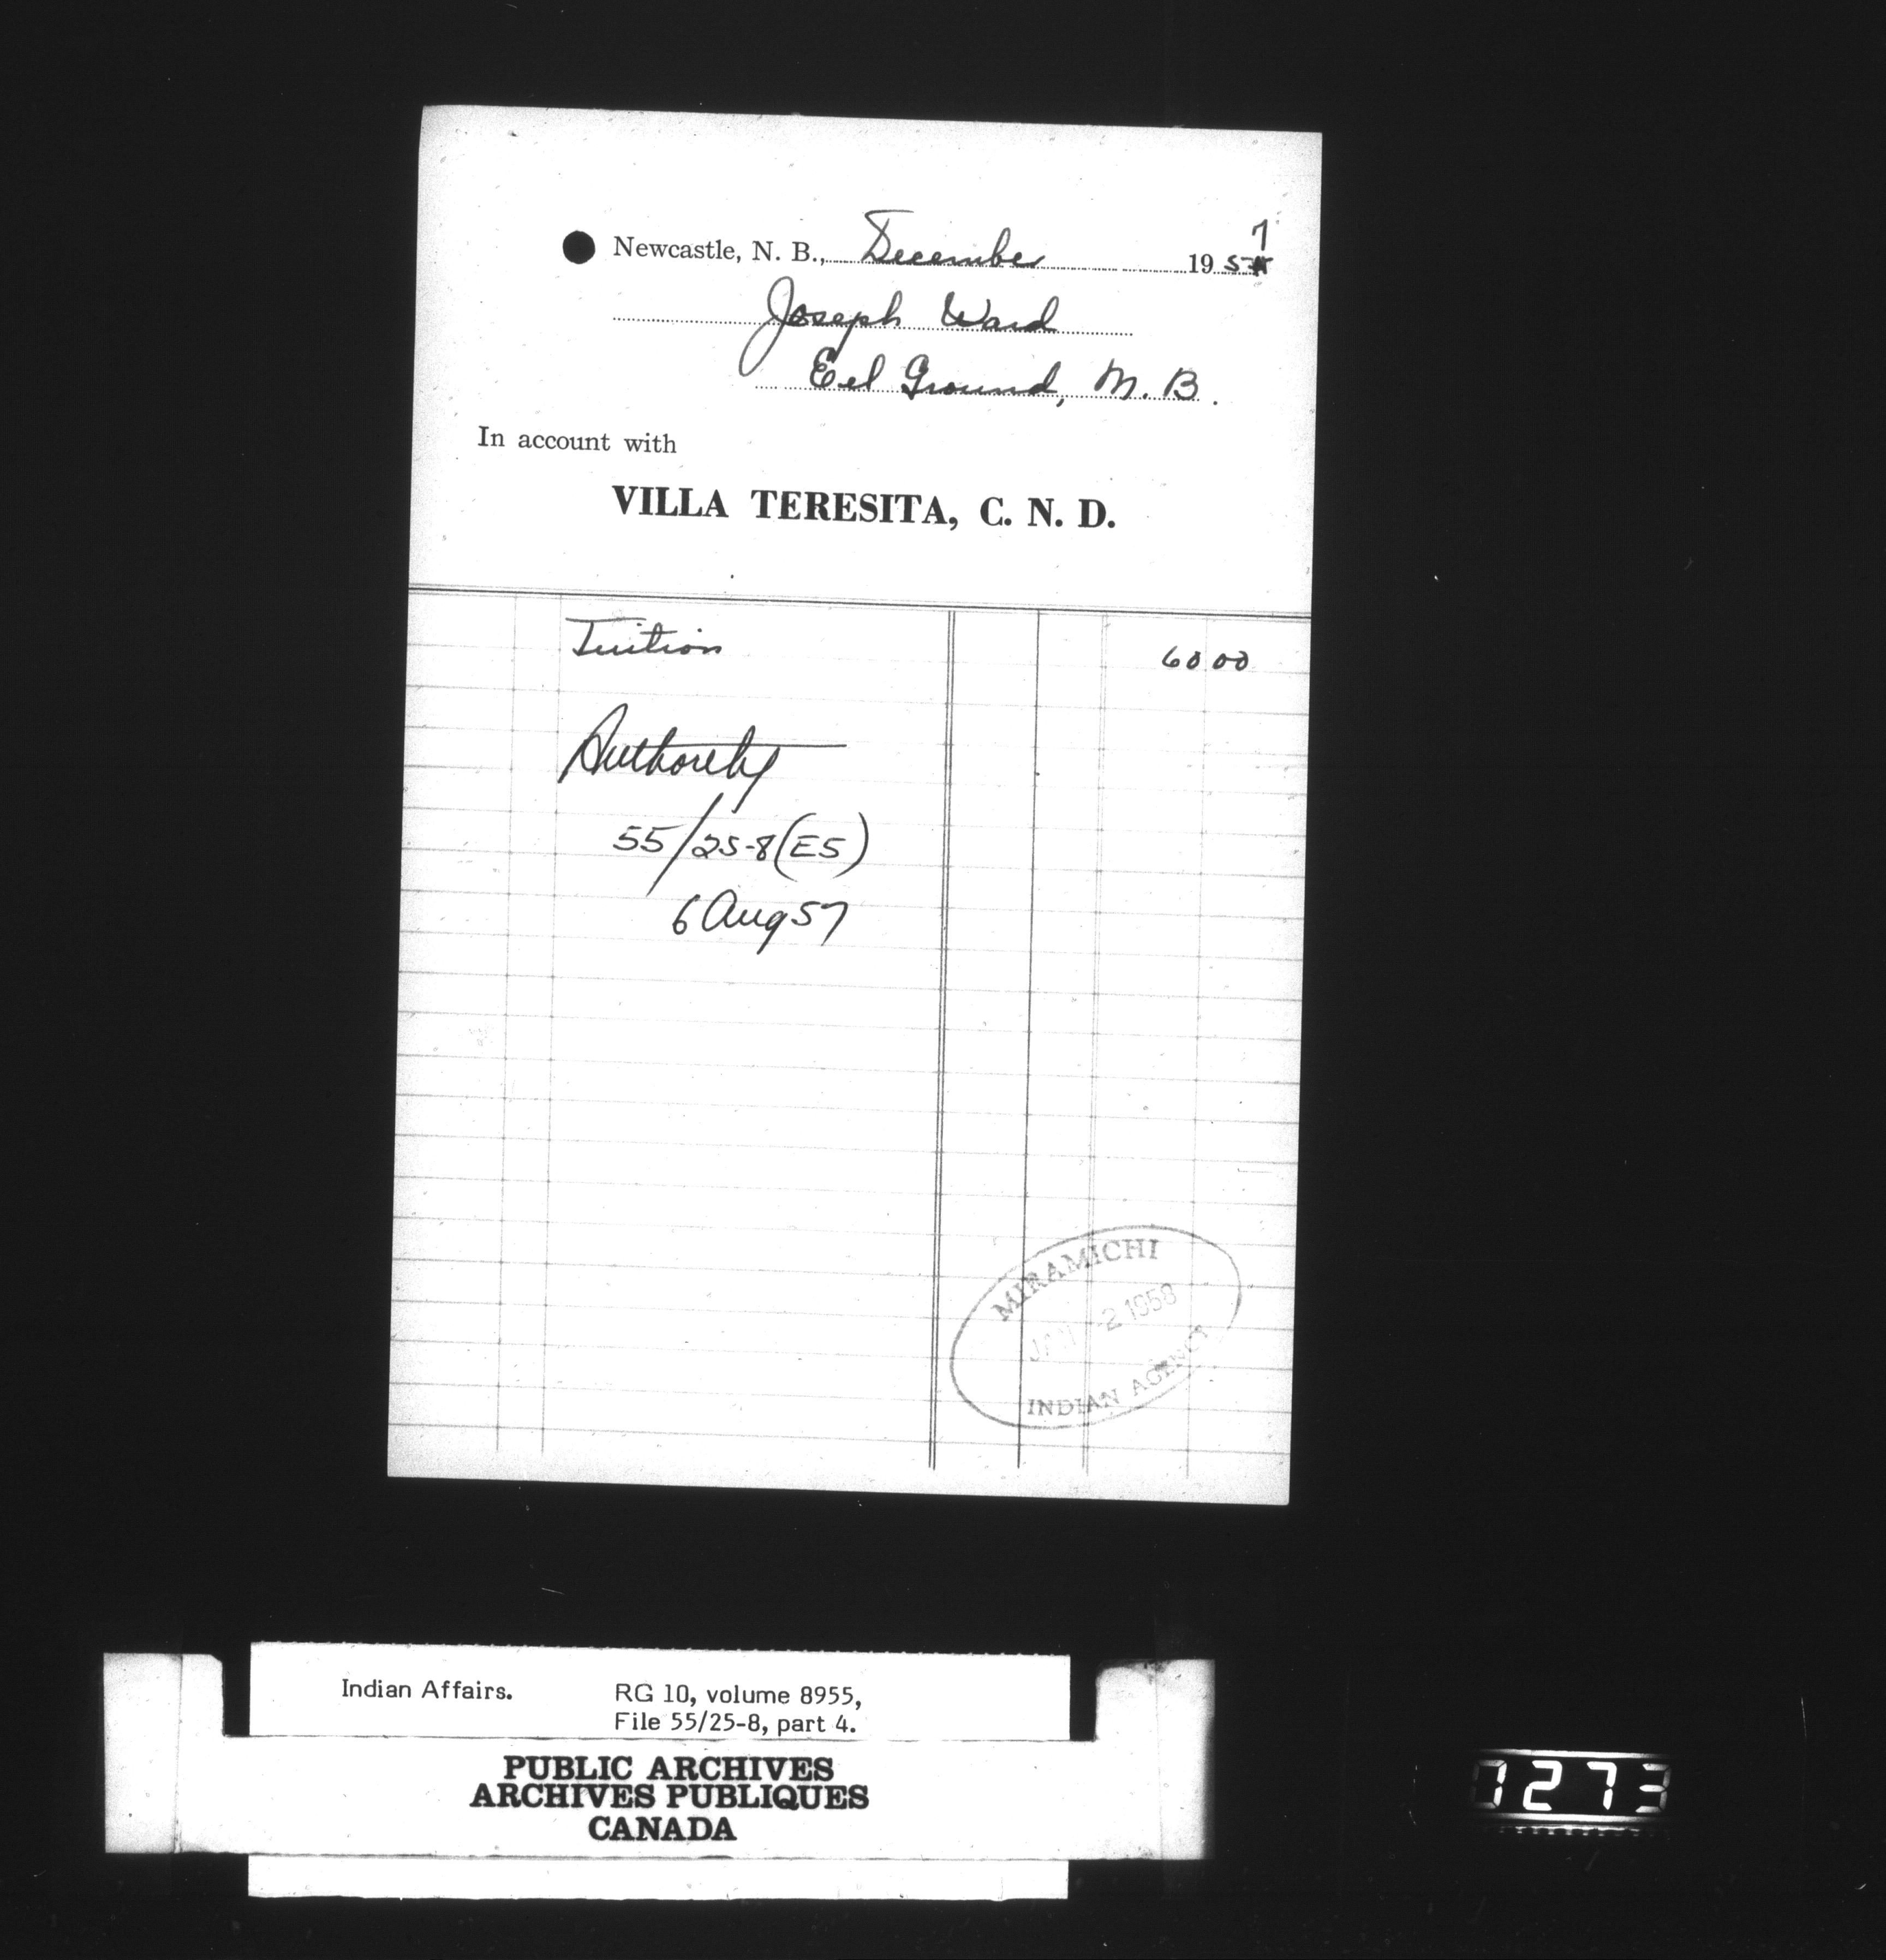 Newcastle, N. B., December 1957
Joseph Ward
Eel Ground, N. B.
In account with
VILLA TERESITA, C. N. D.
Tuition 60 00
Authority
55/25-8(E5)
6 Aug 57
MIRAMICHI
JAN -2 1958
INDIAN AGENCY
Indian Affairs. RG 10, volume 8955,
File 55/25-8, part 4.
PUBLIC ARCHIVES
ARCHIVES PUBLIQUES
CANADA
7273